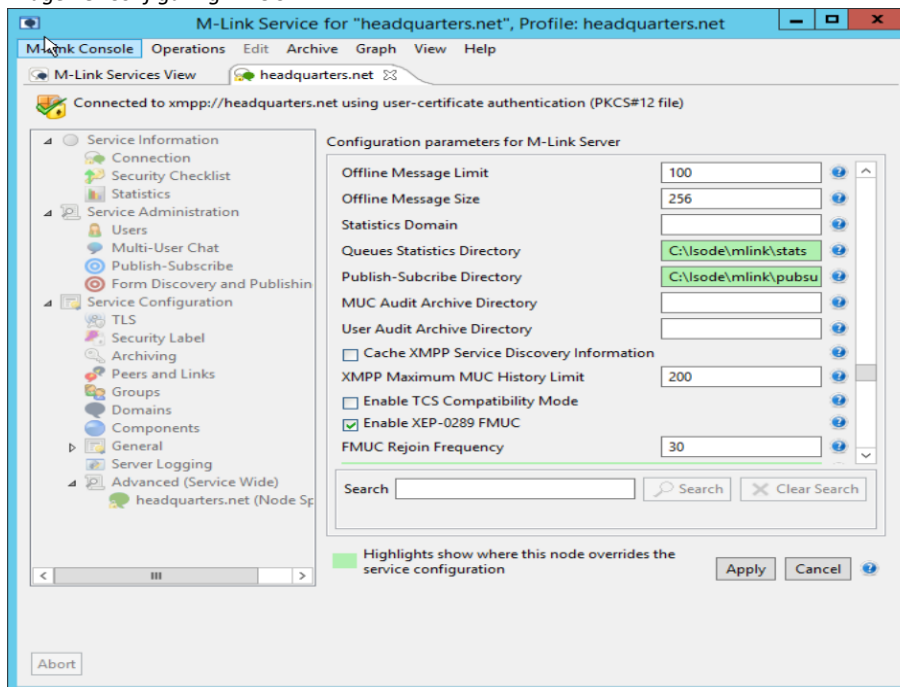 M-Link Service for "headquarters.net", Profile: headquarters.net
M-Link Console Operations Edit Archive Graph View Help
M-Link Services View headquarters.net
Connected to xmpp://headquarters.net using user-certificate authentication (PKCS#12 file)
Service Information
Connection
Security Checklist
Statistics
Service Administration
Users
Multi-User Chat
Publish-Subscribe
Form Discovery and Publishin
Service Configuration
TLS
Security Label
Archiving
Peers and Links
Groups
Domains
Components
General
Server Logging
Advanced (Service Wide)
headquarters.net (Node Sp
Configuration parameters for M-Link Server
Offline Message Limit 100
Offline Message Size 256
Statistics Domain
Queues Statistics Directory C:\Isode\mlink\stats
Publish-Subcribe Directory C:\Isode\mlink\pubsu
MUC Audit Archive Directory
User Audit Archive Directory
Cache XMPP Service Discovery Information
XMPP Maximum MUC History Limit 200
Enable TCS Compatibility Mode
Enable XEP-0289 FMUC
FMUC Rejoin Frequency 30
Search Search Clear Search
Highlights show where this node overrides the
service configuration
Apply Cancel
Abort